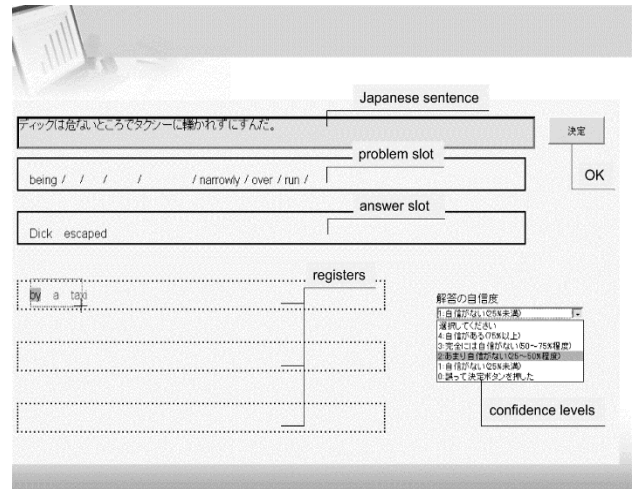 Japanese sentence
ディックは危ないところでタクシーに轢かれずにすんだ。
決定
problem slot
being / / / / / narrowly / over / run /
OK
answer slot
Dick escaped
registers
by a taxi
解答の自信度
1:自信がない(25%未満)
選択してください
4:自信がある(75%以上)
3:完全には自信がない(50～75%程度)
2:あまり自信がない(25～50%程度)
1:自信がない(25%未満)
0:誤って決定ボタンを押した
confidence levels